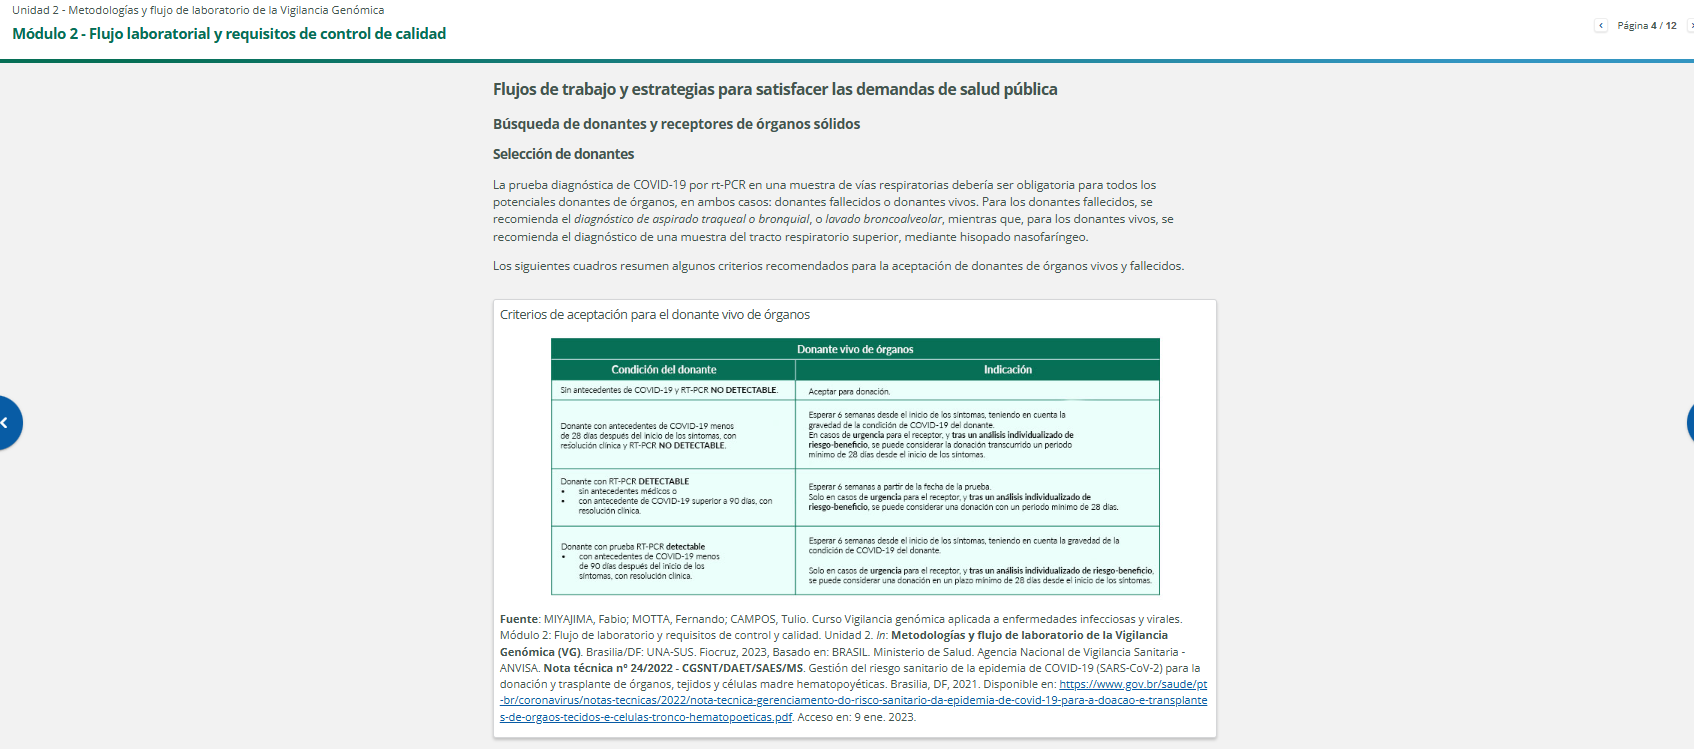 Unidad 2 - Metodologías y flujo de laboratorio de la Vigilancia Genómica
Módulo 2 - Flujo laboratorial y requisitos de control de calidad
Página 4 / 12
Flujos de trabajo y estrategias para satisfacer las demandas de salud pública
Búsqueda de donantes y receptores de órganos sólidos
Selección de donantes
La prueba diagnóstica de COVID-19 por rt-PCR en una muestra de vías respiratorias debería ser obligatoria para todos los
potenciales donantes de órganos, en ambos casos: donantes fallecidos o donantes vivos. Para los donantes fallecidos, se
recomienda el diagnóstico de aspirado traqueal o bronquial, o lavado broncoalveolar, mientras que, para los donantes vivos, se
recomienda el diagnóstico de una muestra del tracto respiratorio superior, mediante hisopado nasofaríngeo.
Los siguientes cuadros resumen algunos criterios recomendados para la aceptación de donantes de órganos vivos y fallecidos.
Criterios de aceptación para el donante vivo de órganos
Donante vivo de órganos
Condición del donante
Indicación
Sin antecedentes de COVID-19 y RT-PCR NO DETECTABLE.
Aceptar para donación.
Donante con antecedentes de COVID-19 menos
de 28 días después del inicio de los síntomas, con
resolución clínica y RT-PCR NO DETECTABLE.
Esperar 6 semanas desde el inicio de los síntomas, teniendo en cuenta la
gravedad de la condición de COVID-19 del donante.
En casos de urgencia para el receptor, y tras un análisis individualizado de
riesgo-beneficio, se puede considerar la donación transcurrido un periodo
mínimo de 28 días desde el inicio de los síntomas.
Donante con RT-PCR DETECTABLE
• sin antecedentes médicos o
• con antecedente de COVID-19 superior a 90 días, con
resolución clínica.
Esperar 6 semanas a partir de la fecha de la prueba.
Solo en casos de urgencia para el receptor, y tras un análisis individualizado de
riesgo-beneficio, se puede considerar una donación con un periodo mínimo de 28 días.
Donante con prueba RT-PCR detectable
• con antecedentes de COVID-19 menos
de 90 días después del inicio de los
síntomas, con resolución clínica.
Esperar 6 semanas desde el inicio de los síntomas, teniendo en cuenta la gravedad de la
condición de COVID-19 del donante.
Solo en casos de urgencia para el receptor, y tras un análisis individualizado de riesgo-beneficio,
se puede considerar una donación en un plazo mínimo de 28 días desde el inicio de los síntomas.
Fuente: MIYAJIMA, Fabio; MOTTA, Fernando; CAMPOS, Tulio. Curso Vigilancia genómica aplicada a enfermedades infecciosas y virales.
Módulo 2: Flujo de laboratorio y requisitos de control y calidad. Unidad 2. In: Metodologías y flujo de laboratorio de la Vigilancia
Genómica (VG). Brasilia/DF: UNA-SUS. Fiocruz, 2023, Basado en: BRASIL. Ministerio de Salud. Agencia Nacional de Vigilancia Sanitaria -
ANVISA. Nota técnica nº 24/2022 - CGSNT/DAET/SAES/MS. Gestión del riesgo sanitario de la epidemia de COVID-19 (SARS-CoV-2) para la
donación y trasplante de órganos, tejidos y células madre hematopoyéticas. Brasilia, DF, 2021. Disponible en: https://www.gov.br/saude/pt
-br/coronavirus/notas-tecnicas/2022/nota-tecnica-gerenciamento-do-risco-sanitario-da-epidemia-de-covid-19-para-a-doacao-e-transplante
s-de-orgaos-tecidos-e-celulas-tronco-hematopoeticas.pdf. Acceso en: 9 ene. 2023.